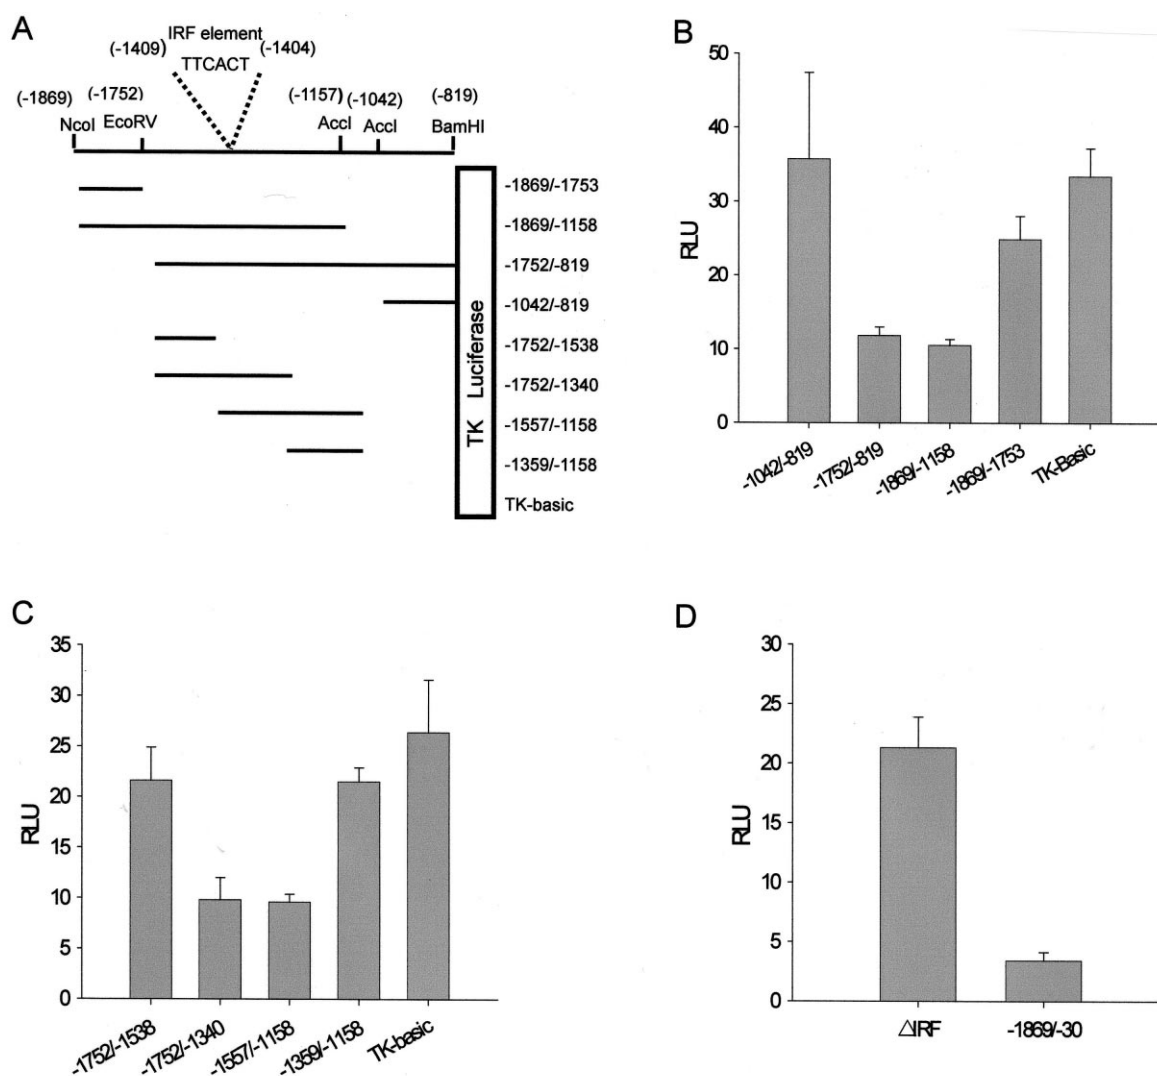 A
IRF element
(-1409) (-1404)
TTCACT
(-1869) (-1752) (-1157) (-1042) (-819)
NcoI EcoRV AccI AccI BamHI
-1869/-1753
-1869/-1158
-1752/-819
-1042/-819
-1752/-1538
-1752/-1340
-1557/-1158
-1359/-1158
TK-basic
TK Luciferase
B
50
40
30
20
10
0
RLU
-1042/-819
-1752/-819
-1869/-1158
-1869/-1753
TK-Basic
C
35
30
25
20
15
10
5
0
RLU
-1752/-1538
-1752/-1340
-1557/-1158
-1359/-1158
TK-basic
D
30
25
20
15
10
5
0
RLU
△IRF
-1869/-30